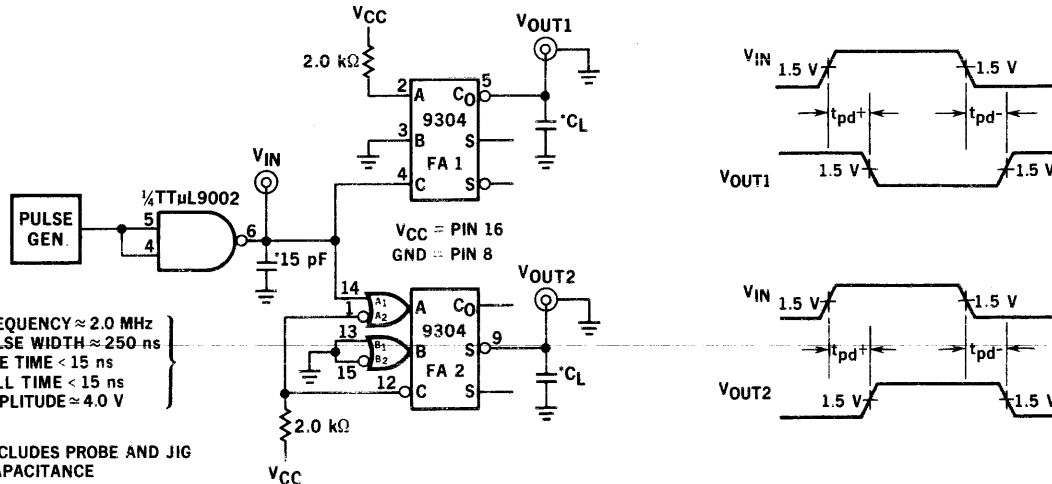 VCC
VOUT1
2.0 kΩ
2 A CO 5
9304
*CL
3 B S
FA 1
VIN
4 C S
¼TTμL9002
PULSE
GEN.
5
4
6
*15 pF
VCC = PIN 16
GND = PIN 8
VOUT2
14 A1 A CO
1 A2
9304
13 B1 B S 9
15 B2
FA 2
*CL
12 C S
2.0 kΩ
VCC
EQUENCY ≈ 2.0 MHz
LSE WIDTH ≈ 250 ns
E TIME < 15 ns
LL TIME < 15 ns
PLITUDE ≃ 4.0 V
CLUDES PROBE AND JIG
APACITANCE
VIN
1.5 V 1.5 V
tpd+ tpd-
VOUT1
1.5 V 1.5 V
VIN
1.5 V 1.5 V
tpd+ tpd-
VOUT2
1.5 V 1.5 V